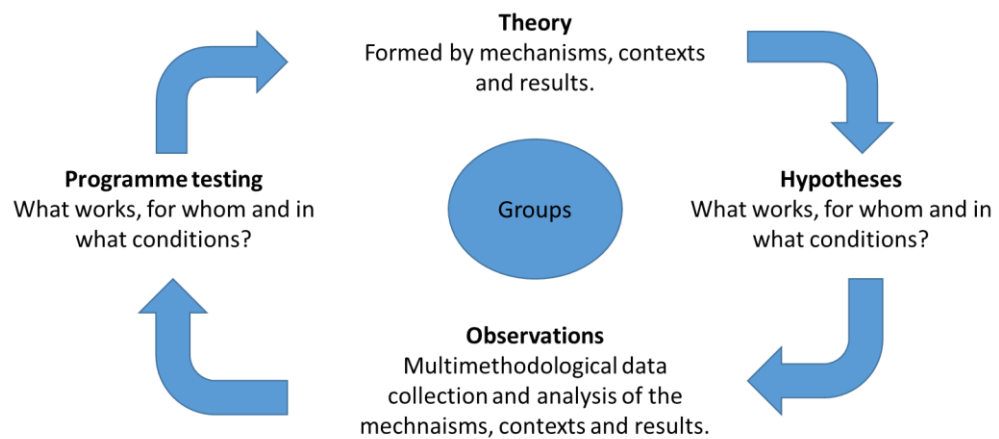 Theory
Formed by mechanisms, contexts
and results.
Programme testing
What works, for whom and in
what conditions?
Groups
Hypotheses
What works, for whom and in
what conditions?
Observations
Multimethodological data
collection and analysis of the
mechnaisms, contexts and results.